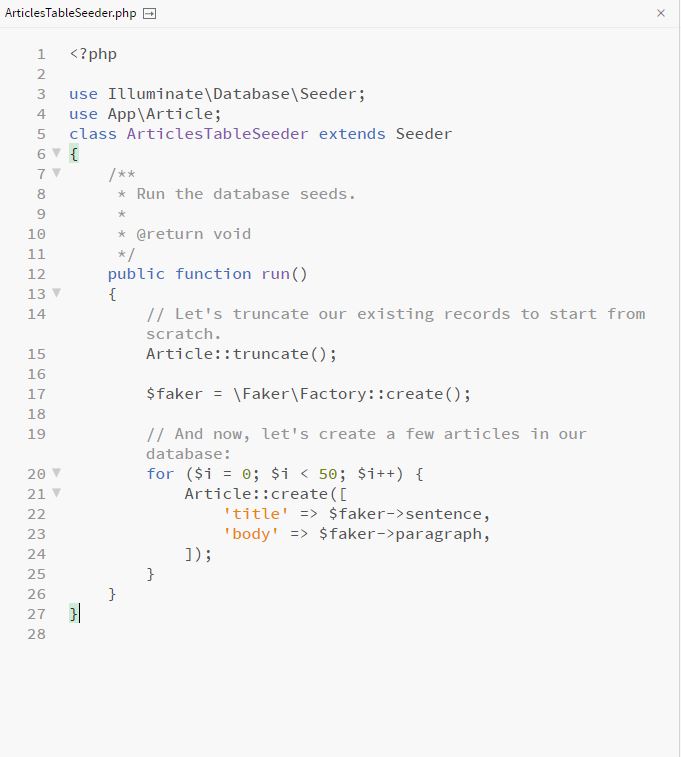 ArticlesTableSeeder.php
1 <?php
2
3 use Illuminate\Database\Seeder;
4 use App\Article;
5 class ArticlesTableSeeder extends Seeder
6 {
7     /**
8      * Run the database seeds.
9      *
10      * @return void
11      */
12     public function run()
13     {
14         // Let's truncate our existing records to start from
        scratch.
15         Article::truncate();
16
17         $faker = \Faker\Factory::create();
18
19         // And now, let's create a few articles in our
        database:
20         for ($i = 0; $i < 50; $i++) {
21             Article::create([
22                 'title' => $faker->sentence,
23                 'body' => $faker->paragraph,
24             ]);
25         }
26     }
27 }
28